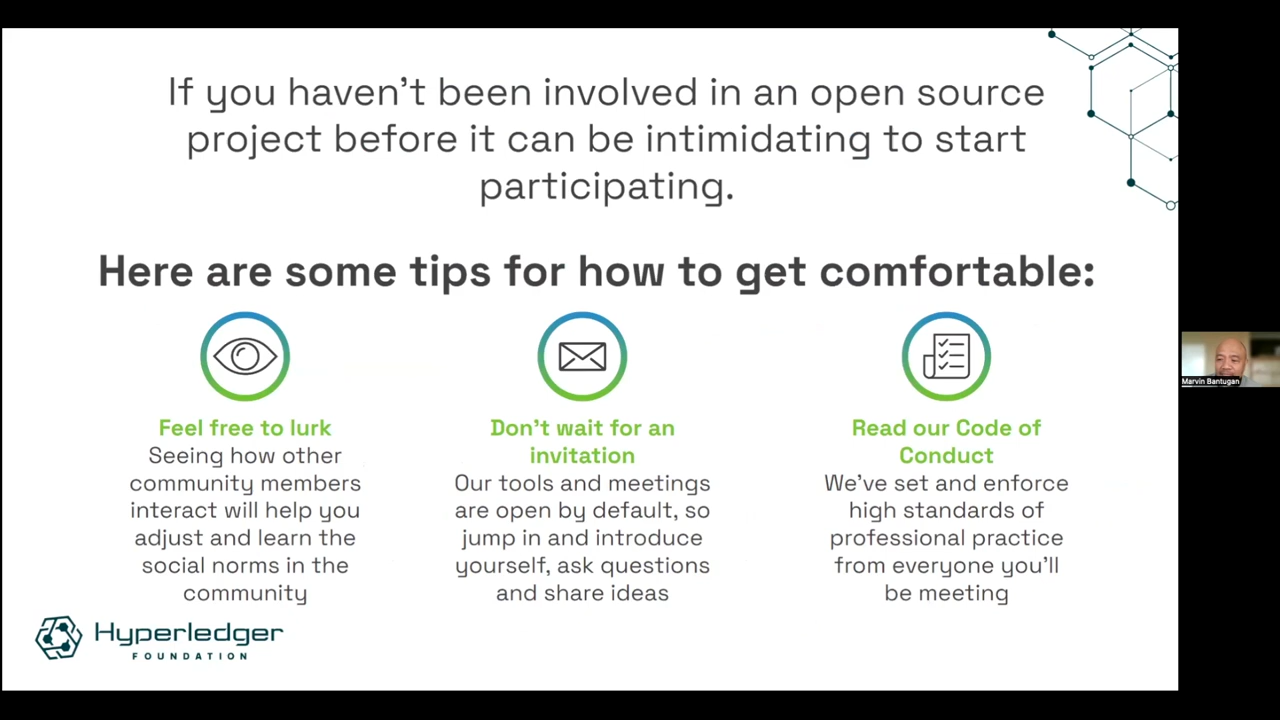 If you haven't been involved in an open source
project before it can be intimidating to start
participating.
Here are some tips for how to get comfortable:
Feel free to lurk
Seeing how other
community members
interact will help you
adjust and learn the
social norms in the
community
Don't wait for an
invitation
Our tools and meetings
are open by default, so
jump in and introduce
yourself, ask questions
and share ideas
Read our Code of
Conduct
We've set and enforce
high standards of
professional practice
from everyone you'll
be meeting
Hyperledger
FOUNDATION
Marvin Bantugan